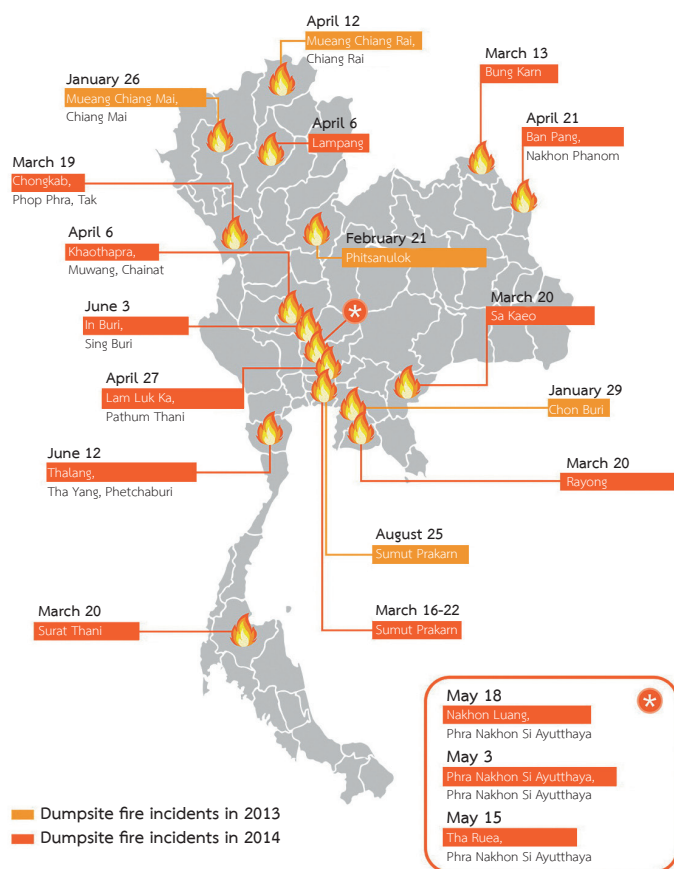 April 12
Mueang Chiang Rai,
Chiang Rai
March 13
Bung Karn
January 26
Mueang Chiang Mai,
Chiang Mai
April 6
Lampang
April 21
Ban Pang,
Nakhon Phanom
March 19
Chongkab,
Phop Phra, Tak
April 6
Khaothapra,
Muwang, Chainat
February 21
Phitsanulok
June 3
In Buri,
Sing Buri
*
March 20
Sa Kaeo
April 27
Lam Luk Ka,
Pathum Thani
January 29
Chon Buri
June 12
Thalang,
Tha Yang, Phetchaburi
March 20
Rayong
August 25
Sumut Prakarn
March 20
Surat Thani
March 16-22
Sumut Prakarn
May 18
*
Nakhon Luang,
Phra Nakhon Si Ayutthaya
May 3
Phra Nakhon Si Ayutthaya,
Phra Nakhon Si Ayutthaya
May 15
Tha Ruea,
Phra Nakhon Si Ayutthaya
Dumpsite fire incidents in 2013
Dumpsite fire incidents in 2014